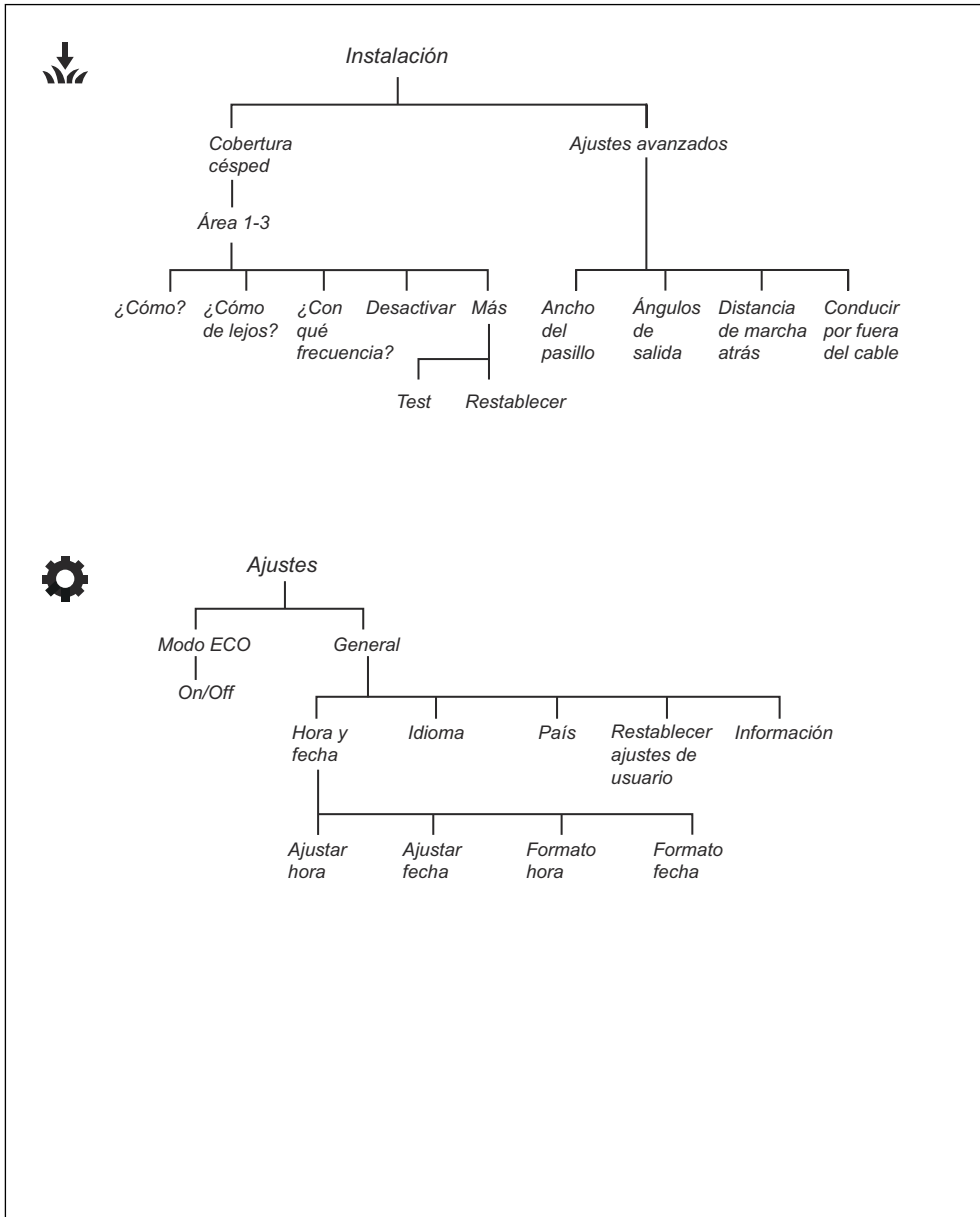 Instalación
Cobertura
césped
Ajustes avanzados
Área 1-3
¿Cómo?
¿Cómo
de lejos?
¿Con
qué
frecuencia?
Desactivar
Más
Ancho
del
pasillo
Ángulos
de
salida
Distancia
de marcha
atrás
Conducir
por fuera
del cable
Test
Restablecer
Ajustes
Modo ECO
General
On/Off
Hora y
fecha
Idioma
País
Restablecer
ajustes de
usuario
Información
Ajustar
hora
Ajustar
fecha
Formato
hora
Formato
fecha